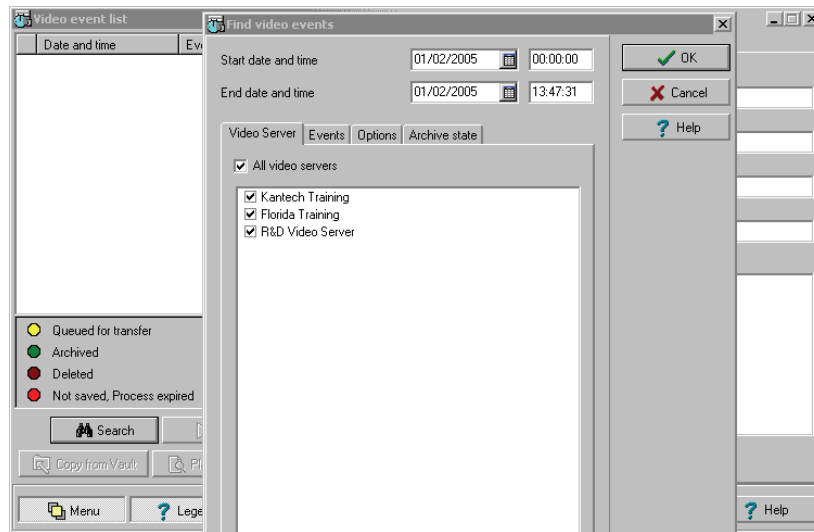 Video event list
Date and time
Queued for transfer
Archived
Deleted
Not saved, Process expired
Search
Copy from Vault
Menu
Find video events
Start date and time 01/02/2005 00:00:00
End date and time 01/02/2005 13:47:31
Video Server Events Options Archive state
All video servers
Kantech Training
Florida Training
R&D Video Server
OK
Cancel
Help
Help